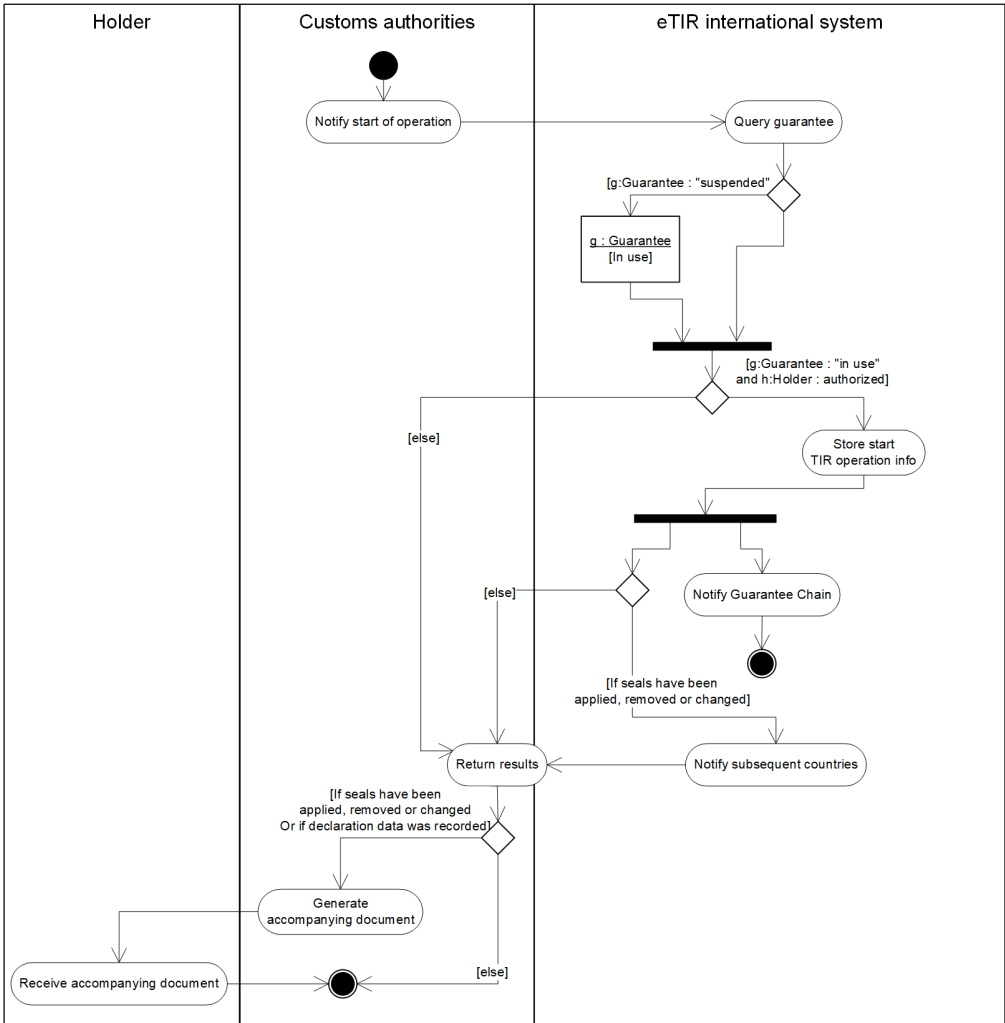 Holder
Customs authorities
eTIR international system
Notify start of operation
Query guarantee
[g:Guarantee : "suspended"
g : Guarantee
[In use]
[g:Guarantee : "in use"
and h:Holder : authorized]
[else]
Store start
TIR operation info
[else]
Notify Guarantee Chain
[If seals have been
applied, removed or changed]
Return results
Notify subsequent countries
[If seals have been
applied, removed or changed
Or if declaration data was recorded]
Generate
accompanying document
[else]
Receive accompanying document